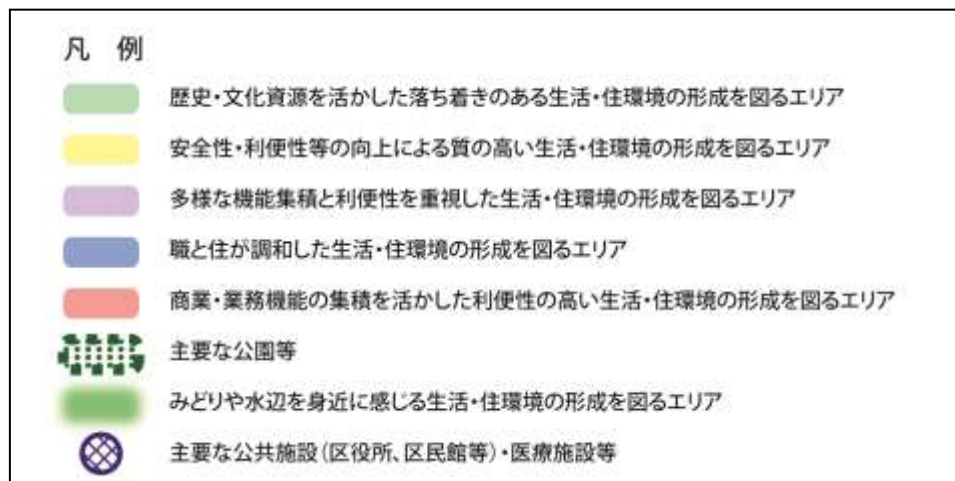 凡 例
歴史・文化資源を活かした落ち着きのある生活・住環境の形成を図るエリア
安全性・利便性等の向上による質の高い生活・住環境の形成を図るエリア
多様な機能集積と利便性を重視した生活・住環境の形成を図るエリア
職と住が調和した生活・住環境の形成を図るエリア
商業・業務機能の集積を活かした利便性の高い生活・住環境の形成を図るエリア
主要な公園等
みどりや水辺を身近に感じる生活・住環境の形成を図るエリア
主要な公共施設(区役所、区民館等)・医療施設等